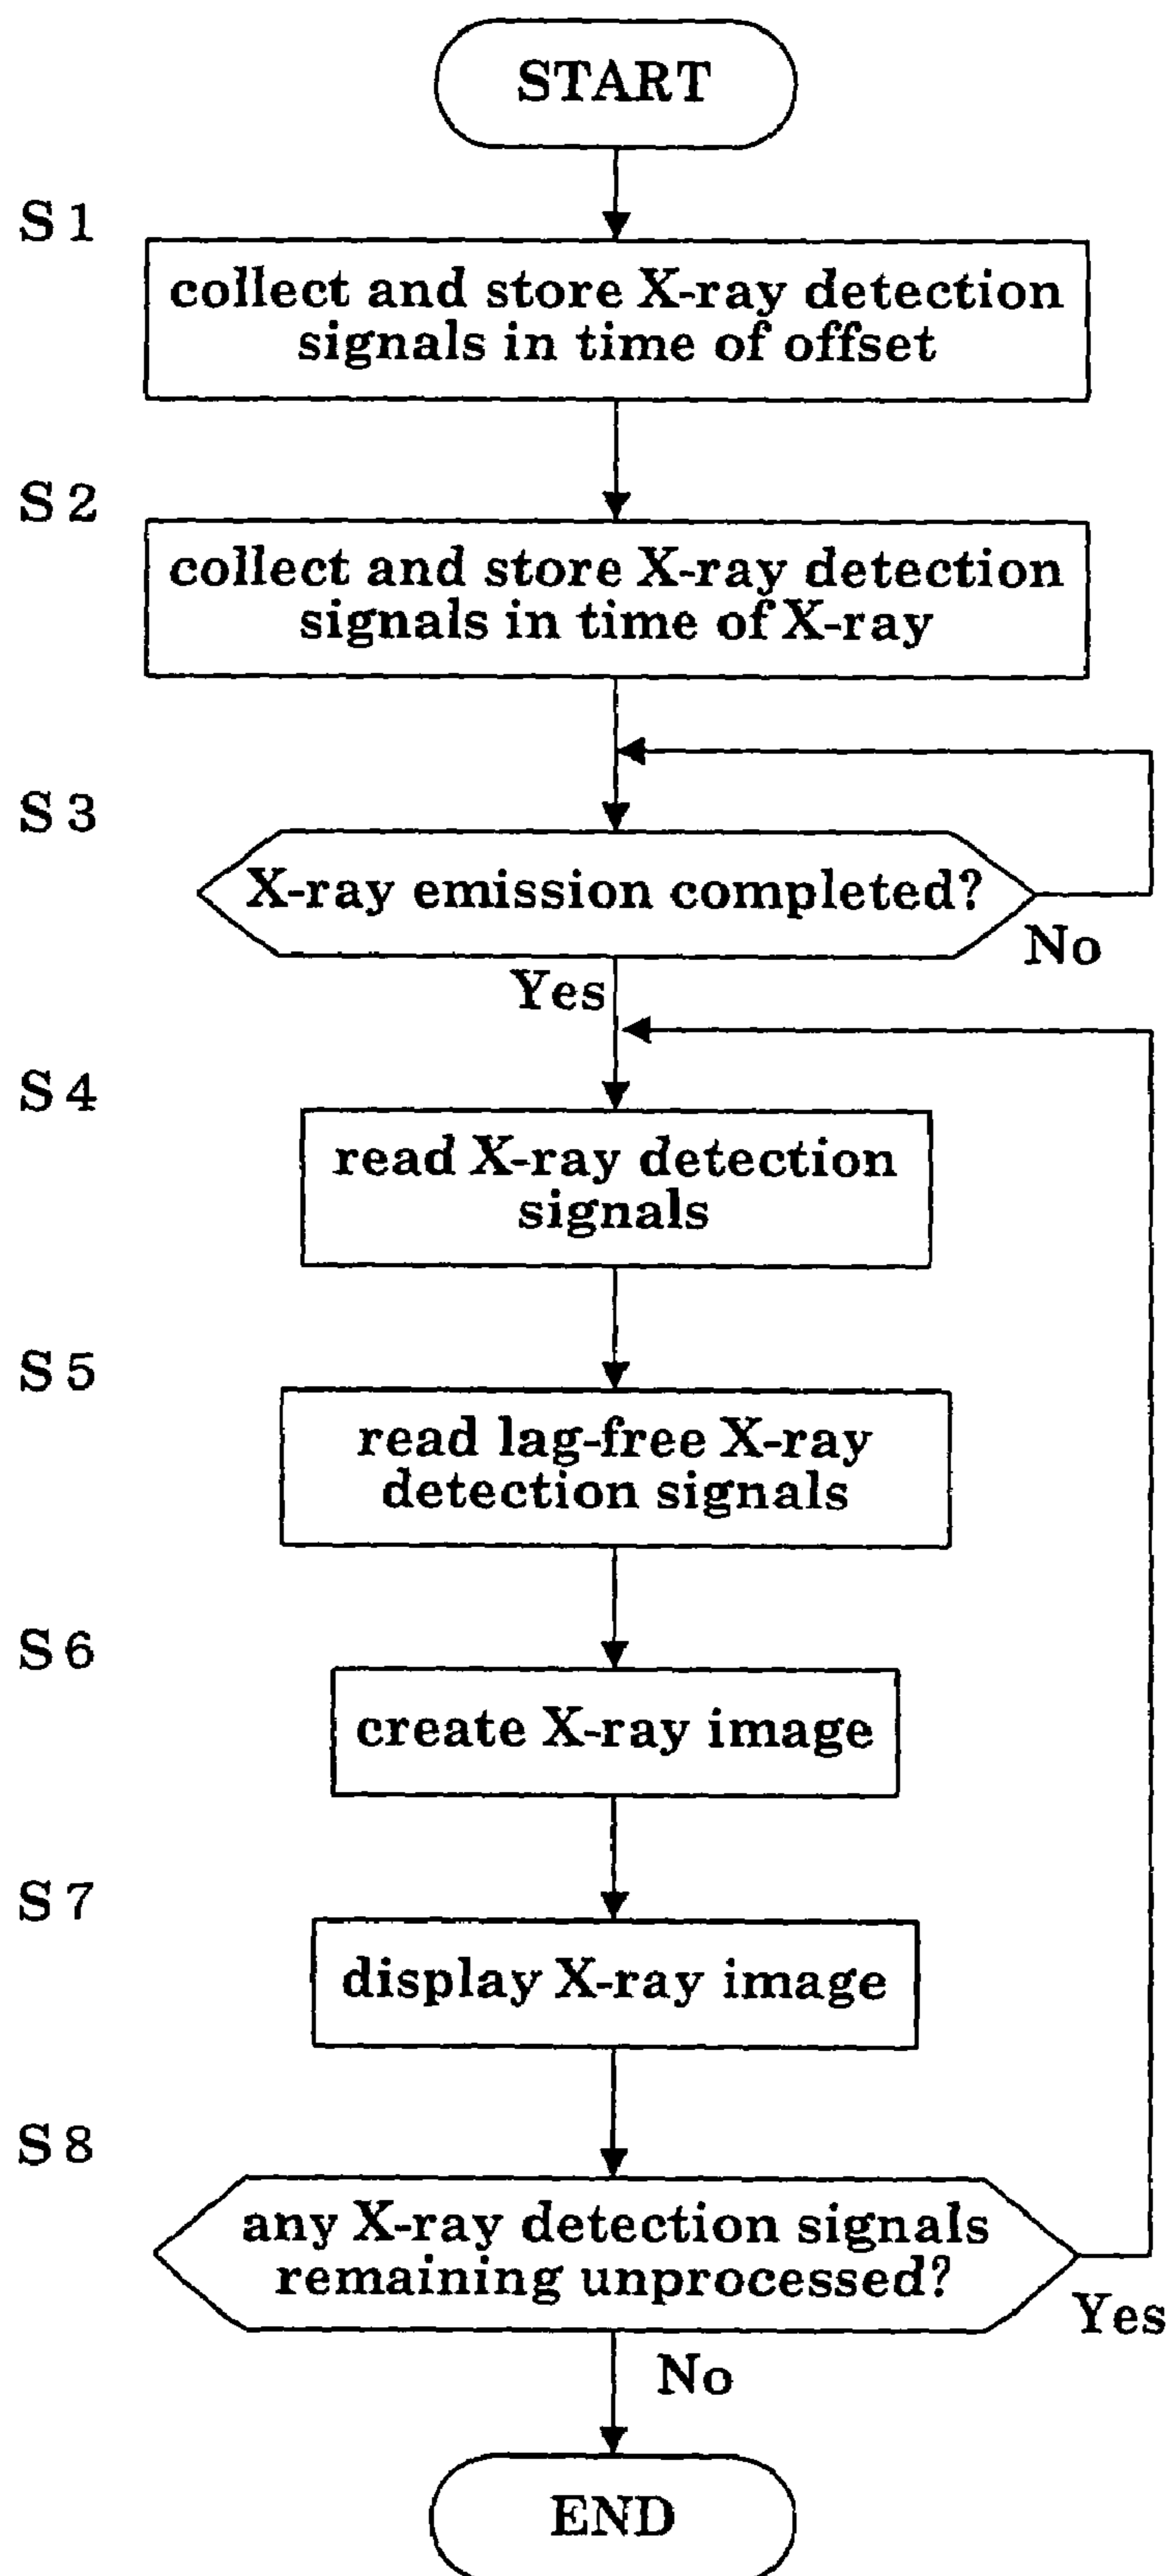 START
S1
collect and store X-ray detection
signals in time of offset
S2
collect and store X-ray detection
signals in time of X-ray
S3
X-ray emission completed?
No
Yes
S4
read X-ray detection
signals
S5
read lag-free X-ray
detection signals
S6
create X-ray image
S7
display X-ray image
S8
any X-ray detection signals
remaining unprocessed?
Yes
No
END